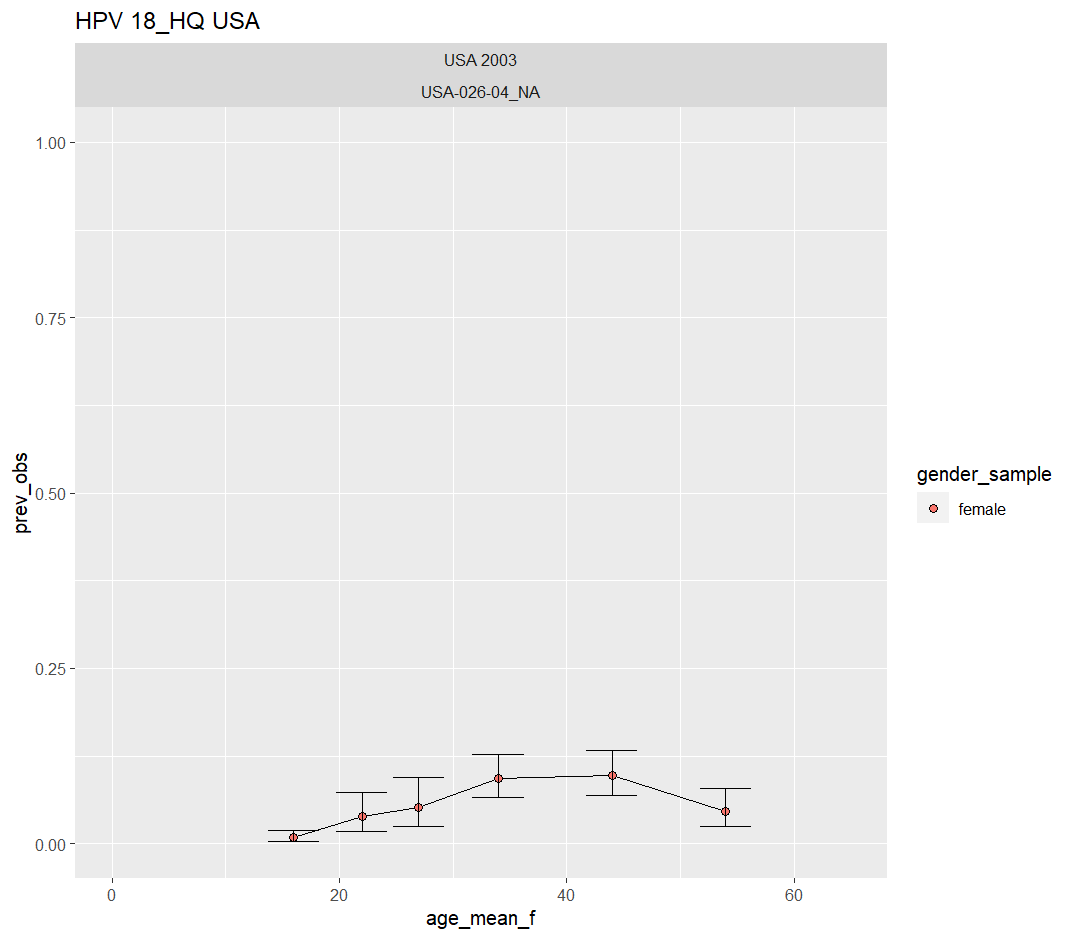 HPV 18_HQ USA
USA 2003
USA-026-04_NA
1.00
0.75
0.50
0.25
0.00
prev_obs
0
20
40
60
age_mean_f
gender_sample
female